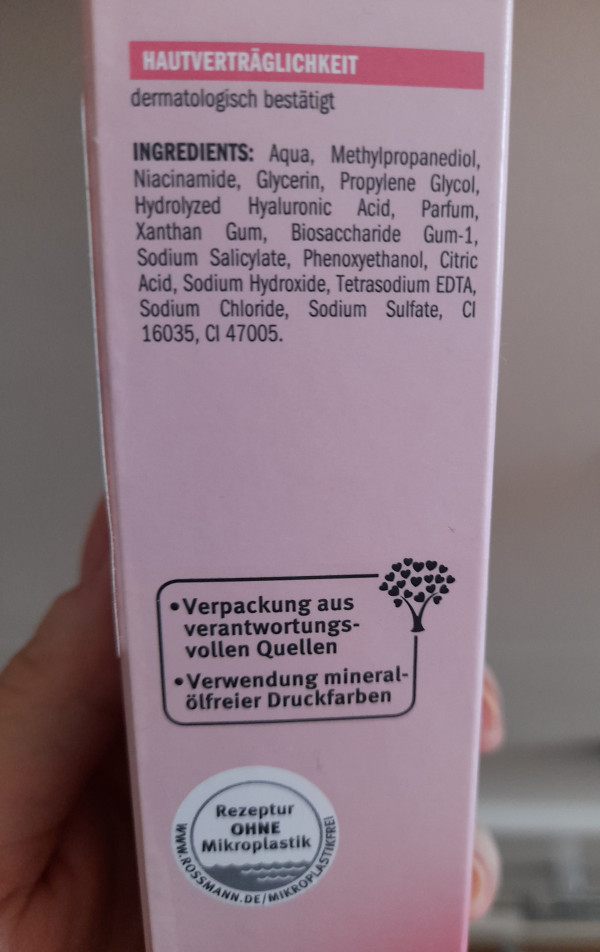 HAUTVERTRÄGLICHKEIT
dermatologisch bestätigt
INGREDIENTS: Aqua, Methylpropanediol,
Niacinamide, Glycerin, Propylene Glycol,
Hydrolyzed Hyaluronic Acid, Parfum,
Xanthan Gum, Biosaccharide Gum-1,
Sodium Salicylate, Phenoxyethanol, Citric
Acid, Sodium Hydroxide, Tetrasodium EDTA,
Sodium Chloride, Sodium Sulfate, CI
16035, CI 47005.
•Verpackung aus
verantwortungs-
vollen Quellen
•Verwendung mineral-
ölfreier Druckfarben
Rezeptur
OHNE
Mikroplastik
WWW.ROSSMANN.DE/MIKROPLASTIKFREI